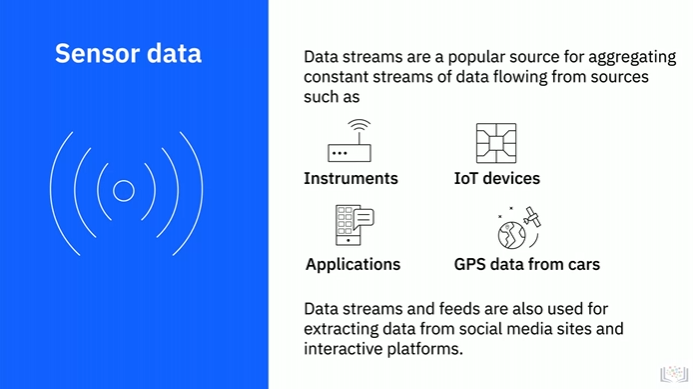 Sensor data
Data streams are a popular source for aggregating
constant streams of data flowing from sources
such as
Instruments
IoT devices
Applications
GPS data from cars
Data streams and feeds are also used for
extracting data from social media sites and
interactive platforms.